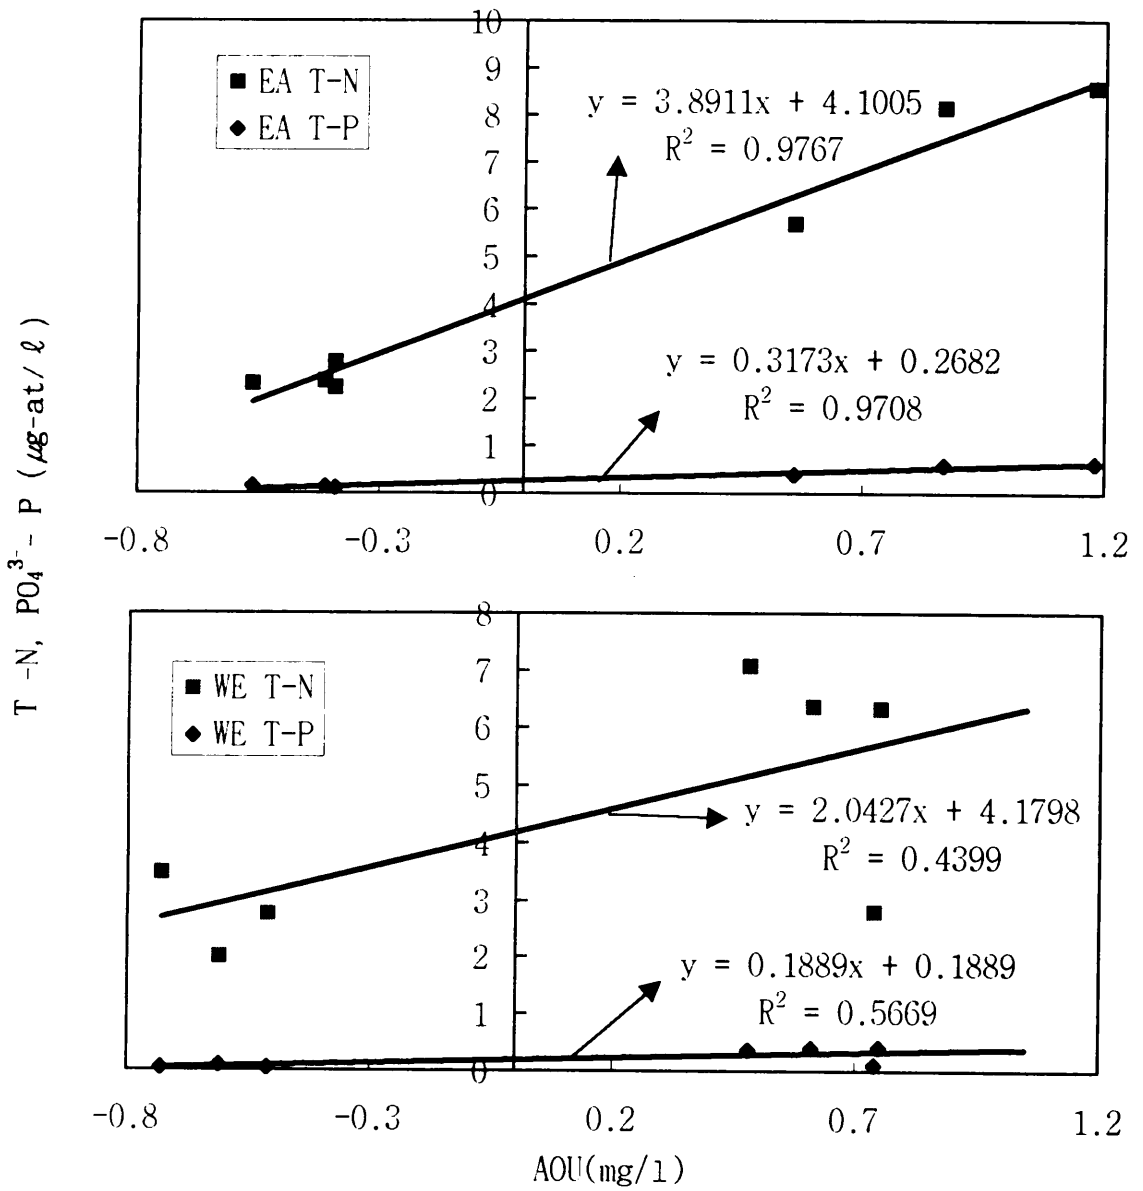 T-N, PO₄³⁻- P (μg-at/ℓ)
10
9
8
7
6
5
4
3
2
1
0
EA T-N
EA T-P
y = 3.8911x + 4.1005
R² = 0.9767
y = 0.3173x + 0.2682
R² = 0.9708
-0.8 -0.3 0.2 0.7 1.2
8
7
6
5
4
3
2
1
0
WE T-N
WE T-P
y = 2.0427x + 4.1798
R² = 0.4399
y = 0.1889x + 0.1889
R² = 0.5669
-0.8 -0.3 0.2 0.7 1.2
AOU(mg/l)